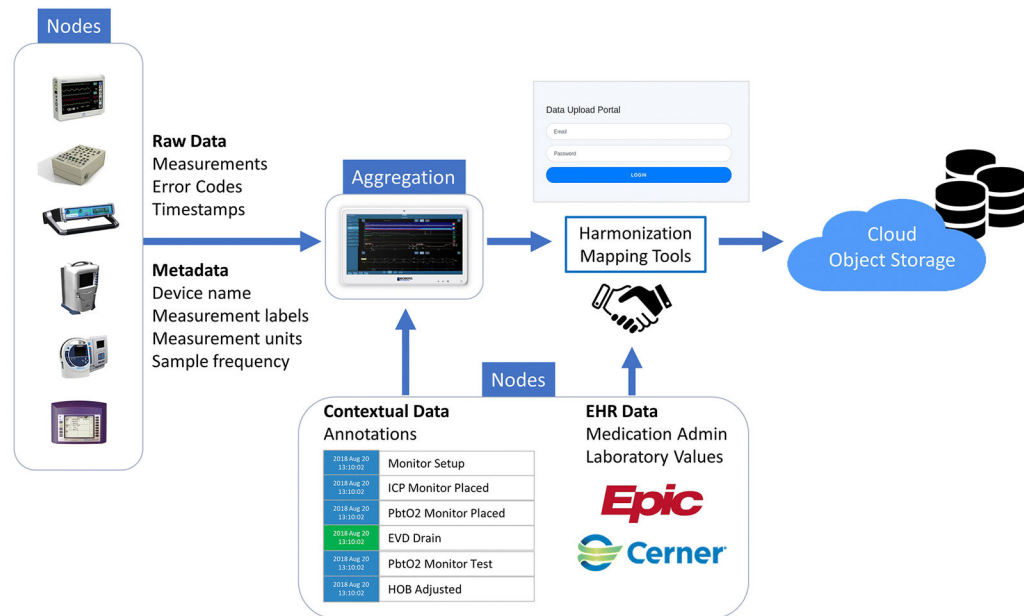 Nodes
Raw Data
Measurements
Error Codes
Timestamps
Metadata
Device name
Measurement labels
Measurement units
Sample frequency
Aggregation
Data Upload Portal
Email
Password
LOGIN
Harmonization
Mapping Tools
Cloud
Object Storage
Nodes
Contextual Data
Annotations
2018 Aug 20
13:10:02
Monitor Setup
2018 Aug 20
13:10:02
ICP Monitor Placed
2018 Aug 20
13:10:02
PbtO2 Monitor Placed
2018 Aug 20
13:10:02
EVD Drain
2018 Aug 20
13:10:02
PbtO2 Monitor Test
2018 Aug 20
13:10:02
HOB Adjusted
EHR Data
Medication Admin
Laboratory Values
Epic
Cerner